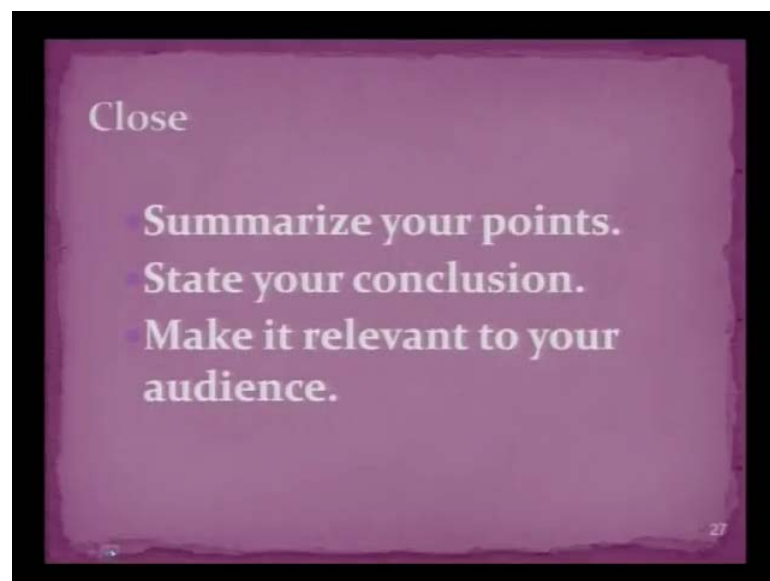 Close
Summarize your points.
State your conclusion.
Make it relevant to your
audience.
27